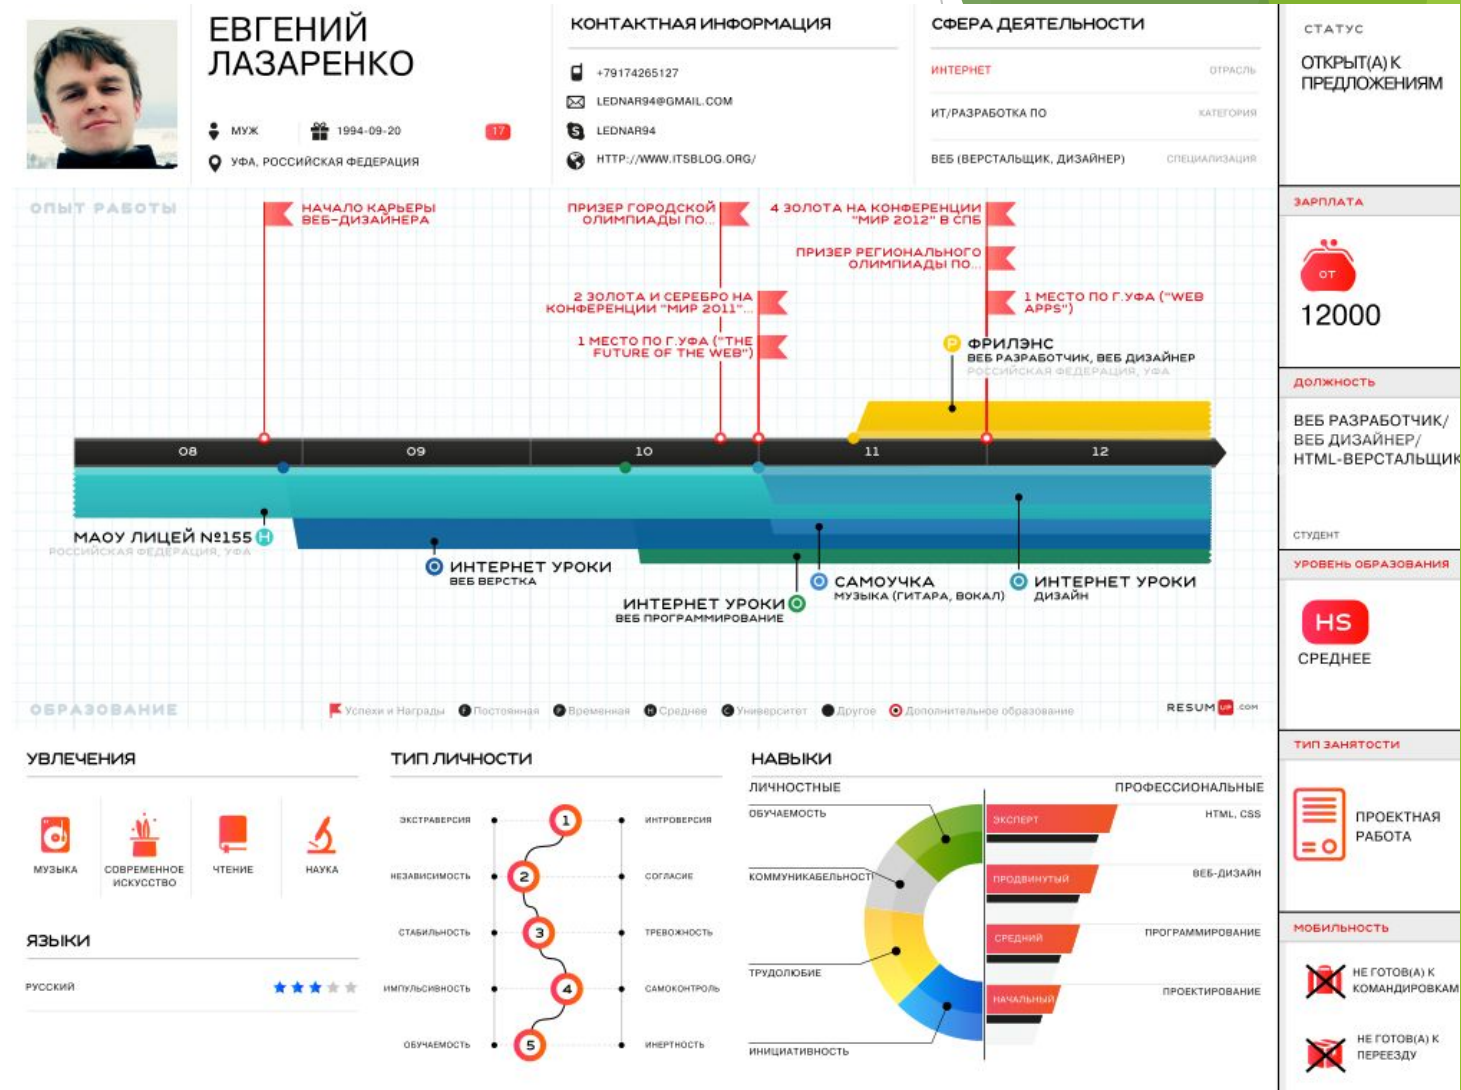 ЕВГЕНИЙ
ЛАЗАРЕНКО
МУЖ
1994-09-20
17
УФА, РОССИЙСКАЯ ФЕДЕРАЦИЯ
КОНТАКТНАЯ ИНФОРМАЦИЯ
+79174265127
LEDNAR94@GMAIL.COM
LEDNAR94
HTTP://WWW.ITSBLOG.ORG/
СФЕРА ДЕЯТЕЛЬНОСТИ
ИНТЕРНЕТ
ОТРАСЛЬ
ИТ/РАЗРАБОТКА ПО
КАТЕГОРИЯ
ВЕБ (ВЕРСТАЛЬЩИК, ДИЗАЙНЕР)
СПЕЦИАЛИЗАЦИЯ
СТАТУС
ОТКРЫТ(А) К
ПРЕДЛОЖЕНИЯМ
ОПЫТ РАБОТЫ
НАЧАЛО КАРЬЕРЫ
ВЕБ-ДИЗАЙНЕРА
ПРИЗЕР ГОРОДСКОЙ
ОЛИМПИАДЫ ПО...
4 ЗОЛОТА НА КОНФЕРЕНЦИИ
"МИР 2012" В СПБ
ПРИЗЕР РЕГИОНАЛЬНОГО
ОЛИМПИАДЫ ПО...
2 ЗОЛОТА И СЕРЕБРО НА
КОНФЕРЕНЦИИ "МИР 2011"...
1 МЕСТО ПО Г.УФА ("WEB
APPS")
1 МЕСТО ПО Г.УФА ("THE
FUTURE OF THE WEB")
P
ФРИЛЭНС
ВЕБ РАЗРАБОТЧИК, ВЕБ ДИЗАЙНЕР
РОССИЙСКАЯ ФЕДЕРАЦИЯ, УФА
08
09
10
11
12
МАОУ ЛИЦЕЙ №155
H
РОССИЙСКАЯ ФЕДЕРАЦИЯ, УФА
ИНТЕРНЕТ УРОКИ
ВЕБ ВЕРСТКА
ИНТЕРНЕТ УРОКИ
ВЕБ ПРОГРАММИРОВАНИЕ
САМОУЧКА
МУЗЫКА (ГИТАРА, ВОКАЛ)
ИНТЕРНЕТ УРОКИ
ДИЗАЙН
ОБРАЗОВАНИЕ
Успехи и Награды
F Постоянная
P Временная
H Среднее
C Университет
Другое
Дополнительное образование
RESUMUP.COM
ЗАРПЛАТА
ОТ
12000
ДОЛЖНОСТЬ
ВЕБ РАЗРАБОТЧИК/
ВЕБ ДИЗАЙНЕР/
HTML-ВЕРСТАЛЬЩИК
СТУДЕНТ
УРОВЕНЬ ОБРАЗОВАНИЯ
HS
СРЕДНЕЕ
ТИП ЗАНЯТОСТИ
ПРОЕКТНАЯ
РАБОТА
МОБИЛЬНОСТЬ
НЕ ГОТОВ(А) К
КОМАНДИРОВКАМ
НЕ ГОТОВ(А) К
ПЕРЕЕЗДУ
УВЛЕЧЕНИЯ
МУЗЫКА
СОВРЕМЕННОЕ
ИСКУССТВО
ЧТЕНИЕ
НАУКА
ЯЗЫКИ
РУССКИЙ
ТИП ЛИЧНОСТИ
ЭКСТРАВЕРСИЯ
1
ИНТРОВЕРСИЯ
НЕЗАВИСИМОСТЬ
2
СОГЛАСИЕ
СТАБИЛЬНОСТЬ
3
ТРЕВОЖНОСТЬ
ИМПУЛЬСИВНОСТЬ
4
САМОКОНТРОЛЬ
ОБУЧАЕМОСТЬ
5
ИНЕРТНОСТЬ
НАВЫКИ
ЛИЧНОСТНЫЕ
ПРОФЕССИОНАЛЬНЫЕ
ОБУЧАЕМОСТЬ
ЭКСПЕРТ
HTML, CSS
КОММУНИКАБЕЛЬНОСТ
ПРОДВИНУТЫЙ
ВЕБ-ДИЗАЙН
СРЕДНИЙ
ПРОГРАММИРОВАНИЕ
ТРУДОЛЮБИЕ
НАЧАЛЬНЫЙ
ПРОЕКТИРОВАНИЕ
ИНИЦИАТИВНОСТЬ